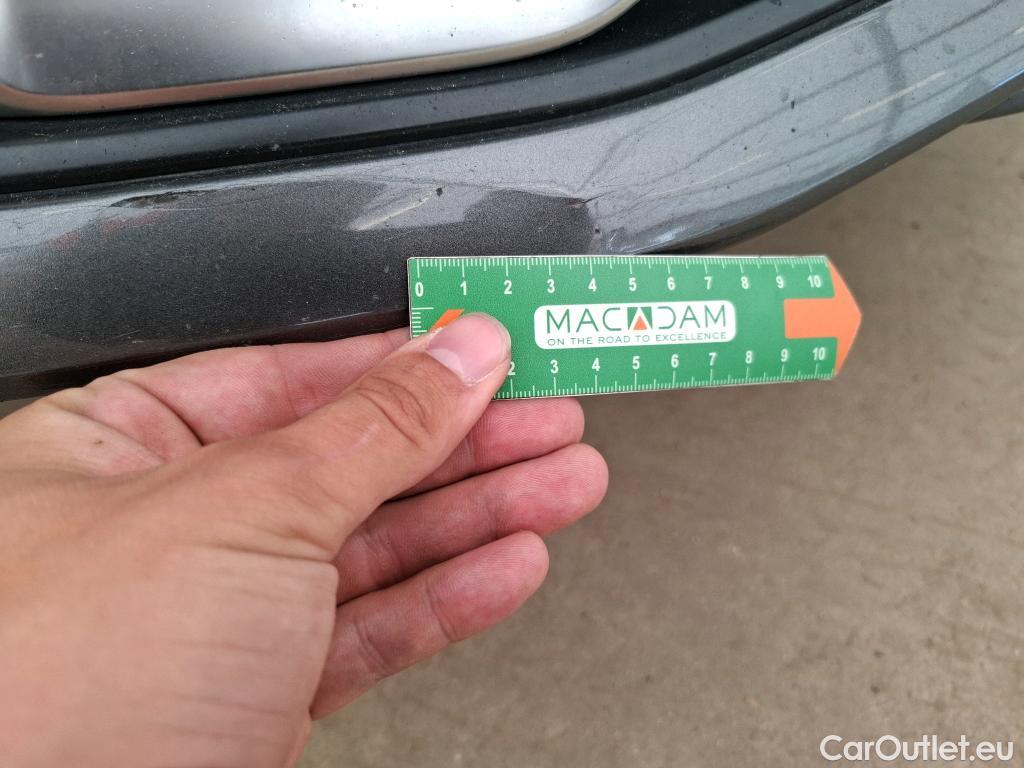 0 1 2 3 4 5 6 7 8 9 10
MACADAM
ON THE ROAD TO EXCELLENCE
2 3 4 5 6 7 8 9 10
CarOutlet.eu